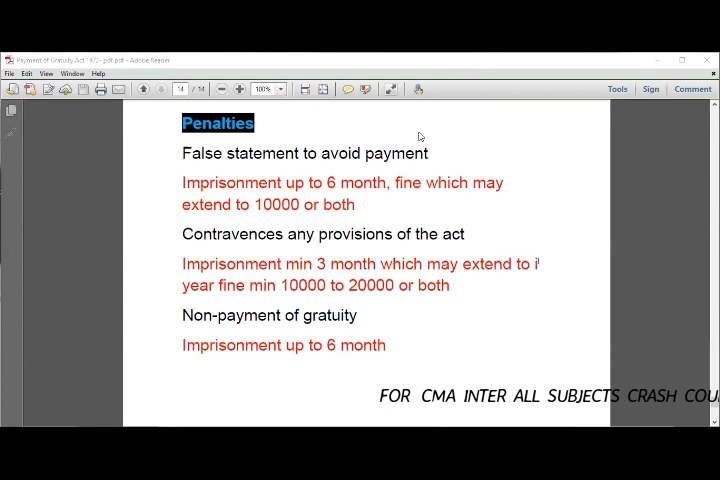 Payment of Gratuity Act 1972- pdf.pdf - Adobe Reader
File Edit View Window Help
14 / 14 100% Tools Sign Comment
Penalties
False statement to avoid payment
Imprisonment up to 6 month, fine which may
extend to 10000 or both
Contravences any provisions of the act
Imprisonment min 3 month which may extend to i
year fine min 10000 to 20000 or both
Non-payment of gratuity
Imprisonment up to 6 month
FOR CMA INTER ALL SUBJECTS CRASH COU